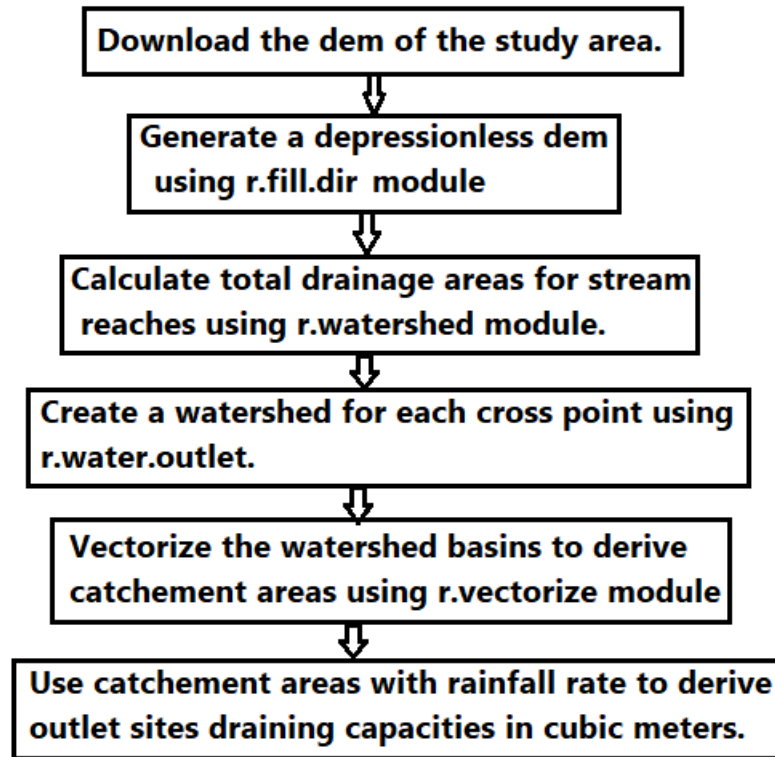 Download the dem of the study area.
Generate a depressionless dem
using r.fill.dir module
Calculate total drainage areas for stream
reaches using r.watershed module.
Create a watershed for each cross point using
r.water.outlet.
Vectorize the watershed basins to derive
catchement areas using r.vectorize module
Use catchement areas with rainfall rate to derive
outlet sites draining capacities in cubic meters.